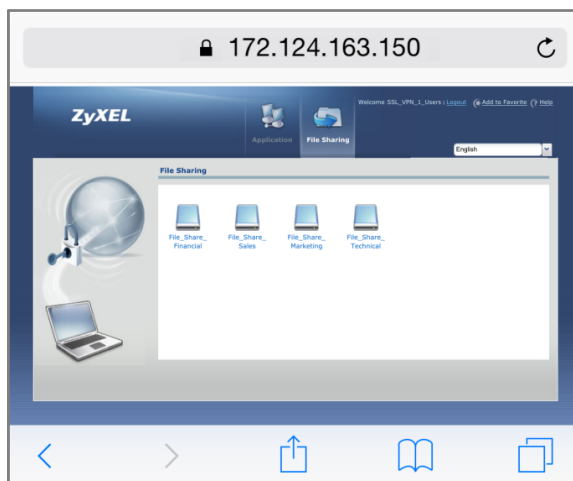 172.124.163.150
ZyXEL
Welcome SSL_VPN_1_Users | Logout Add to Favorite ? Help
Application File Sharing
English
File Sharing
File_Share_ File_Share_ File_Share_ File_Share_
Financial Sales Marketing Technical